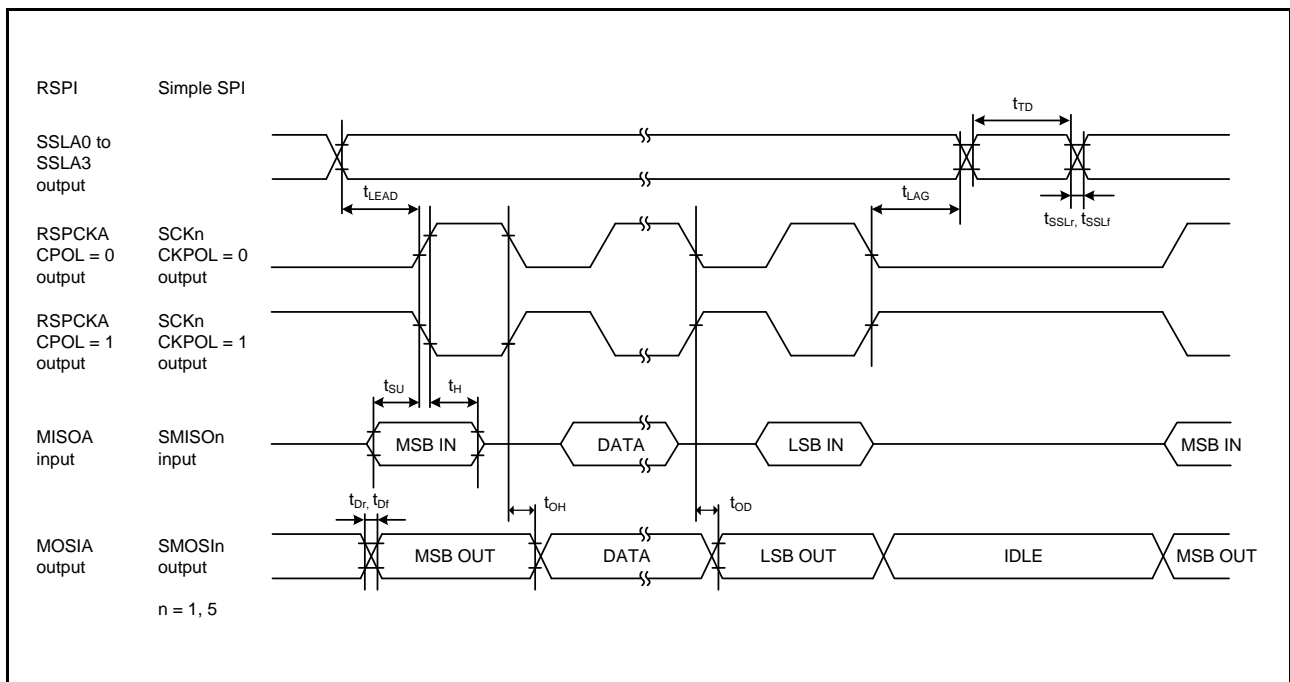 RSPI Simple SPI
SSLA0 to
SSLA3
output
tTD
tLEAD
tLAG
tSSLr, tSSLf
RSPCKA SCKn
CPOL = 0 CKPOL = 0
output output
RSPCKA SCKn
CPOL = 1 CKPOL = 1
output output
tSU tH
MISOA SMISOn
input input
MSB IN DATA LSB IN MSB IN
tDr, tDf tOH tOD
MOSIA SMOSIn
output output
MSB OUT DATA LSB OUT IDLE MSB OUT
n = 1, 5